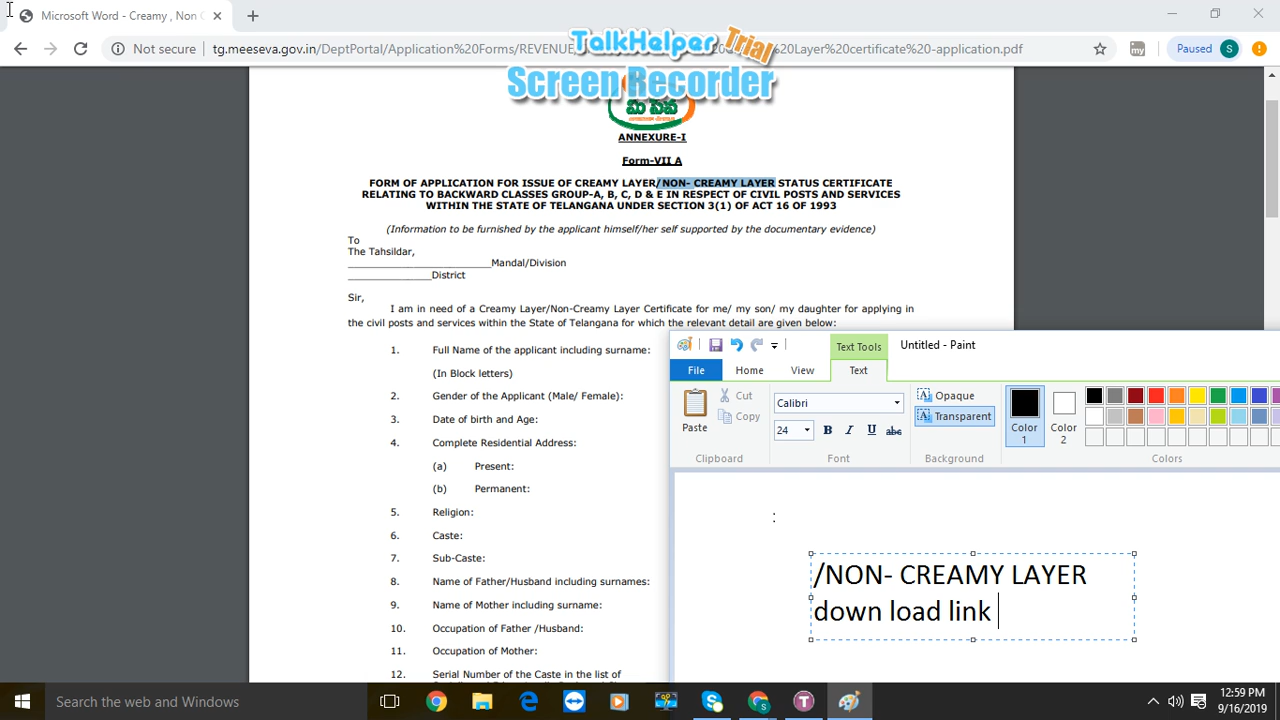 Microsoft Word - Creamy , Non C
Not secure
tg.meeseva.gov.in/DeptPortal/Application%20Forms/REVENUE
%20Layer%20certificate%20-application.pdf
my
Paused
S
TalkHelper Trial
Screen Recorder
మీ సేవ
ANNEXURE-I
Form-VII A
FORM OF APPLICATION FOR ISSUE OF CREAMY LAYER/NON- CREAMY LAYER STATUS CERTIFICATE
RELATING TO BACKWARD CLASSES GROUP-A, B, C, D & E IN RESPECT OF CIVIL POSTS AND SERVICES
WITHIN THE STATE OF TELANGANA UNDER SECTION 3(1) OF ACT 16 OF 1993
(Information to be furnished by the applicant himself/her self supported by the documentary evidence)
To
The Tahsildar,
__________________________Mandal/Division
_______________District
Sir,
I am in need of a Creamy Layer/Non-Creamy Layer Certificate for me/ my son/ my daughter for applying in
the civil posts and services within the State of Telangana for which the relevant detail are given below:
1. Full Name of the applicant including surname:
(In Block letters)
2. Gender of the Applicant (Male/ Female):
3. Date of birth and Age:
4. Complete Residential Address:
(a) Present:
(b) Permanent:
5. Religion:
6. Caste:
7. Sub-Caste:
8. Name of Father/Husband including surnames:
9. Name of Mother including surname:
10. Occupation of Father /Husband:
11. Occupation of Mother:
12. Serial Number of the Caste in the list of
Text Tools
Untitled - Paint
File
Home
View
Text
Paste
Cut
Copy
Clipboard
Calibri
24
B I U abc
Font
Opaque
Transparent
Background
Color 1
Color 2
Colors
:
/NON- CREAMY LAYER
down load link
Search the web and Windows
12:59 PM
9/16/2019